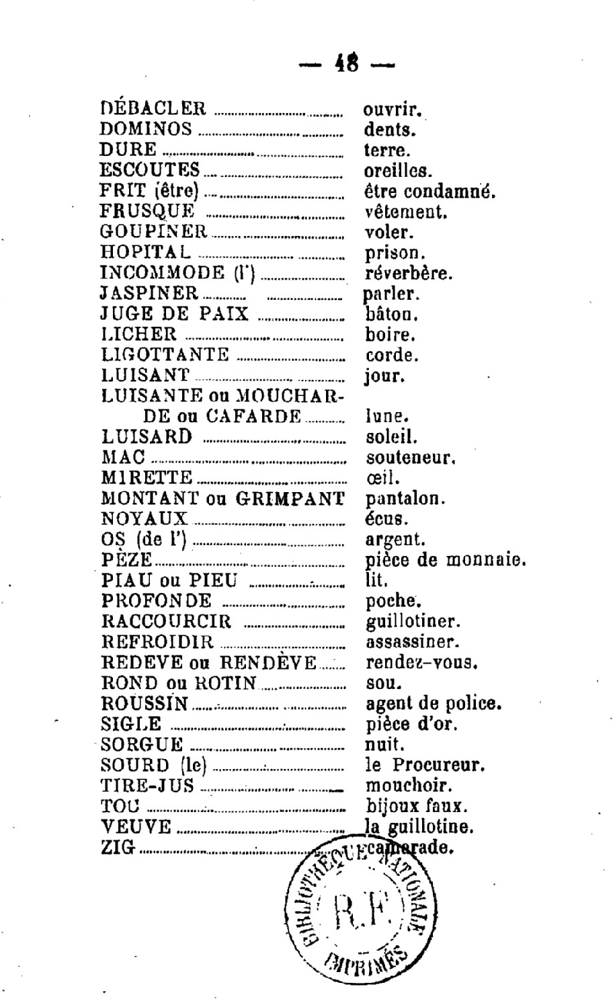 — 48 —
DÉBACLER ........ ouvrir.
DOMINOS ........ dents.
DURE ........ terre.
ESCOUTES ........ oreilles.
FRIT (être) ........ être condamné.
FRUSQUE ........ vêtement.
GOUPINER ........ voler.
HOPITAL ........ prison.
INCOMMODE (l') ........ réverbère.
JASPINER ........ parler.
JUGE DE PAIX ........ bâton.
LICHER ........ boire.
LIGOTTANTE ........ corde.
LUISANT ........ jour.
LUISANTE ou MOUCHAR-
DE ou CAFARDE ........ lune.
LUISARD ........ soleil.
MAC ........ souteneur.
MIRETTE ........ œil.
MONTANT ou GRIMPANT pantalon.
NOYAUX ........ écus.
OS (de l') ........ argent.
PÈZE ........ pièce de monnaie.
PIAU ou PIEU ........ lit.
PROFONDE ........ poche.
RACCOURCIR ........ guillotiner.
REFROIDIR ........ assassiner.
REDEVE ou RENDÈVE ........ rendez-vous.
ROND ou ROTIN ........ sou.
ROUSSIN ........ agent de police.
SIGLE ........ pièce d'or.
SORGUE ........ nuit.
SOURD (le) ........ le Procureur.
TIRE-JUS ........ mouchoir.
TOC ........ bijoux faux.
VEUVE ........ la guillotine.
ZIG ........ camarade.
BIBLIOTHÈQUE NATIONALE
R.F.
IMPRIMÉS